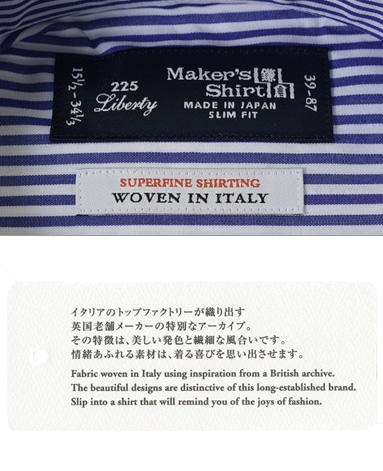 15½-34⅓
225
Liberty
Maker's
Shirt 鎌倉
MADE IN JAPAN
SLIM FIT
39-87
SUPERFINE SHIRTING
WOVEN IN ITALY
イタリアのトップファクトリーが織り出す
英国老舗メーカーの特別なアーカイブ。
その特徴は、美しい発色と繊細な風合いです。
情緒あふれる素材は、着る喜びを思い出させます。
Fabric woven in Italy using inspiration from a British archive.
The beautiful designs are distinctive of this long-established brand.
Slip into a shirt that will remind you of the joys of fashion.